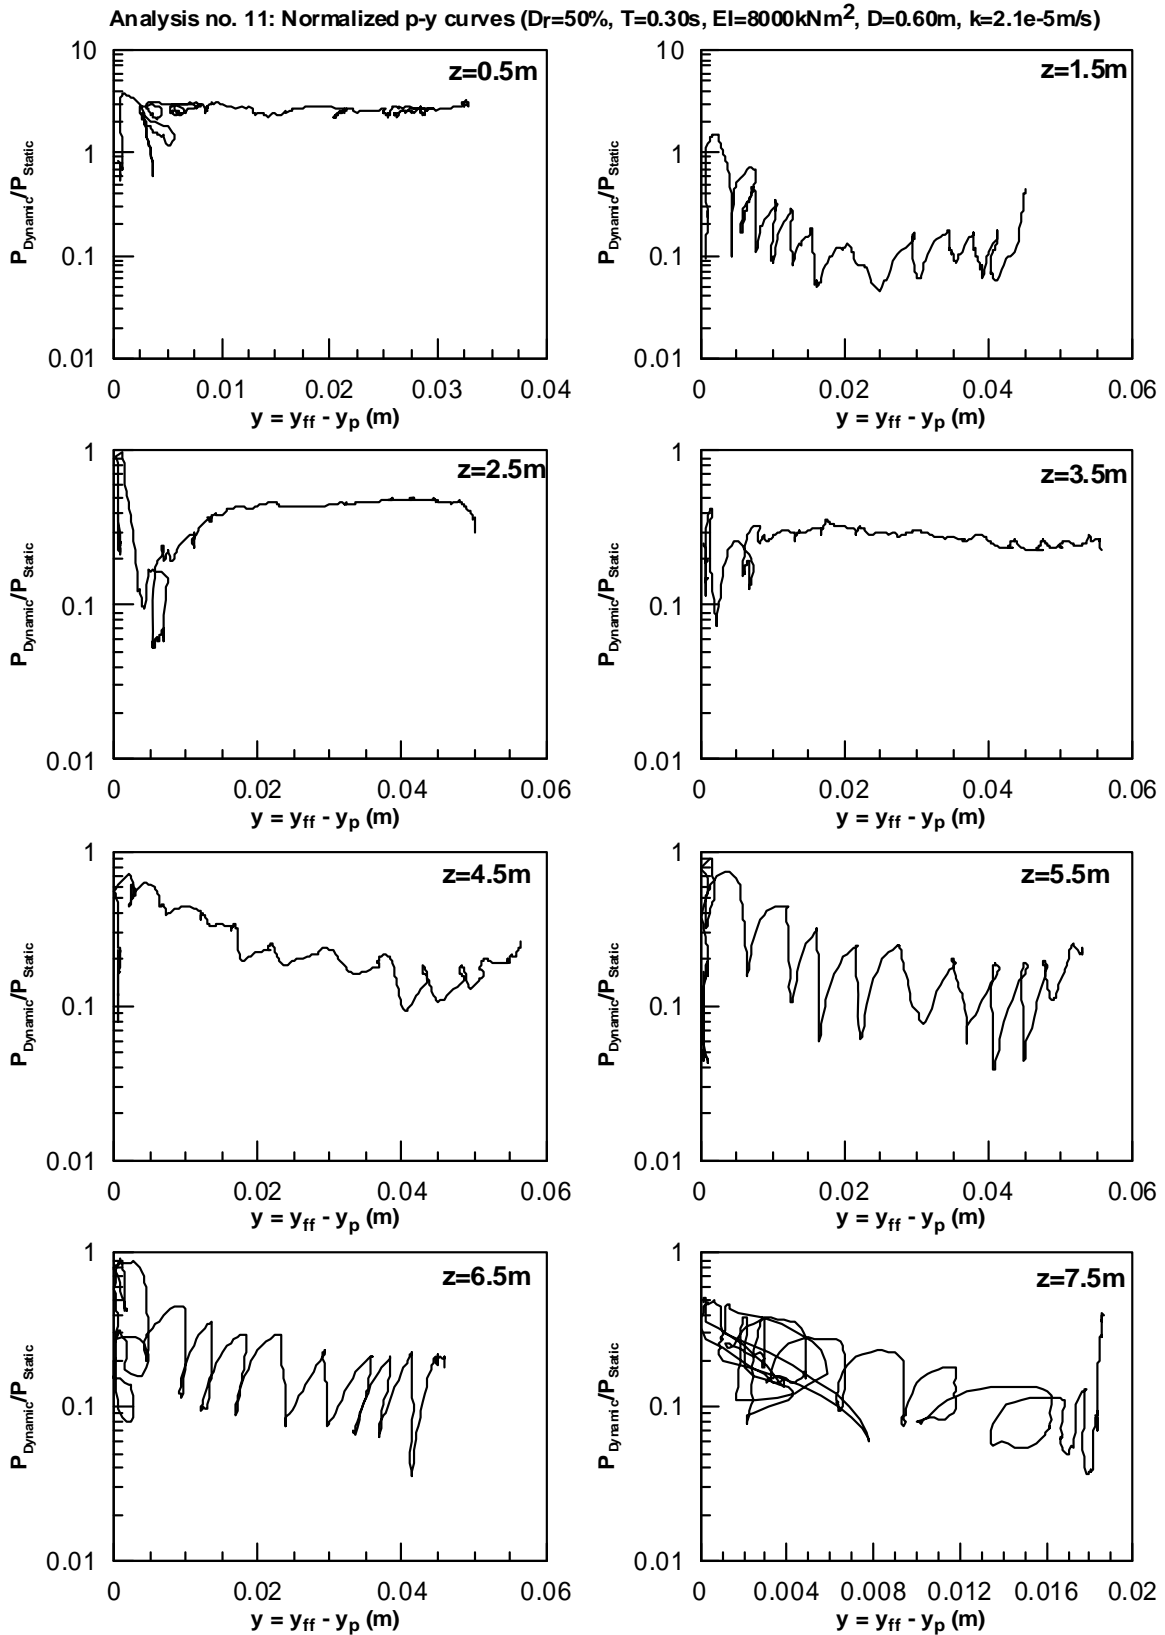 Analysis no. 11: Normalized p-y curves (Dr=50%, T=0.30s, EI=8000kNm2, D=0.60m, k=2.1e-5m/s)
z=0.5m
10
1
0.1
0.01
PDynamic/PStatic
0 0.01 0.02 0.03 0.04
y = yff - yp (m)
z=1.5m
10
1
0.1
0.01
PDynamic/PStatic
0 0.02 0.04 0.06
y = yff - yp (m)
z=2.5m
1
0.1
0.01
PDynamic/PStatic
0 0.02 0.04 0.06
y = yff - yp (m)
z=3.5m
1
0.1
0.01
PDynamic/PStatic
0 0.02 0.04 0.06
y = yff - yp (m)
z=4.5m
1
0.1
0.01
PDynamic/PStatic
0 0.02 0.04 0.06
y = yff - yp (m)
z=5.5m
1
0.1
0.01
PDynamic/PStatic
0 0.02 0.04 0.06
y = yff - yp (m)
z=6.5m
1
0.1
0.01
PDynamic/PStatic
0 0.02 0.04 0.06
y = yff - yp (m)
z=7.5m
1
0.1
0.01
PDynamic/PStatic
0 0.004 0.008 0.012 0.016 0.02
y = yff - yp (m)